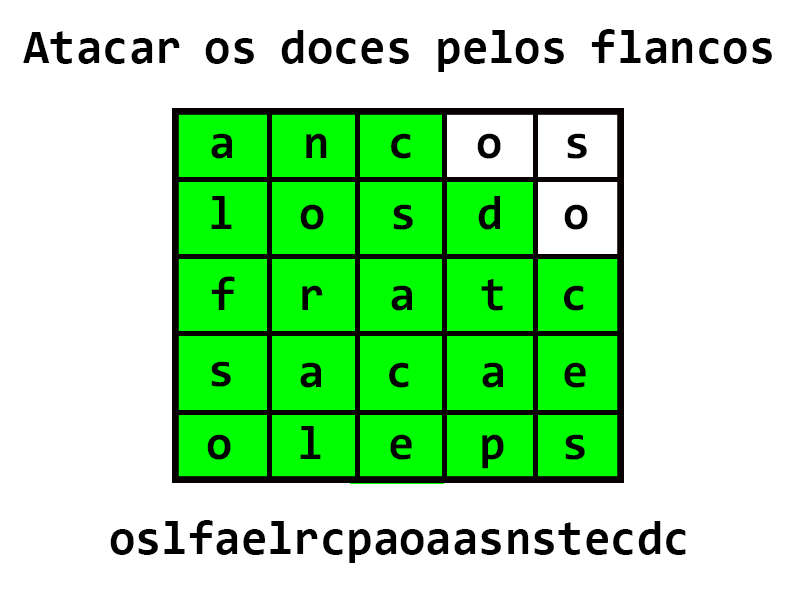 Atacar os doces pelos flancos
a n c o s
l o s d o
f r a t c
s a c a e
o l e p s
oslfaelrcpaoaasnstecdc